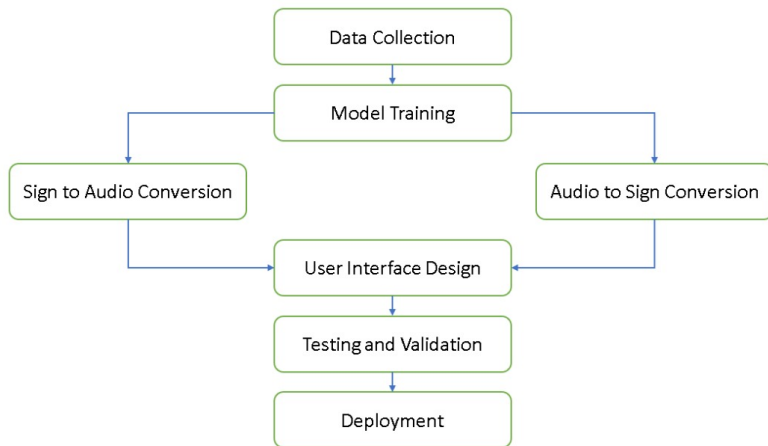 Data Collection
Model Training
Sign to Audio Conversion
Audio to Sign Conversion
User Interface Design
Testing and Validation
Deployment